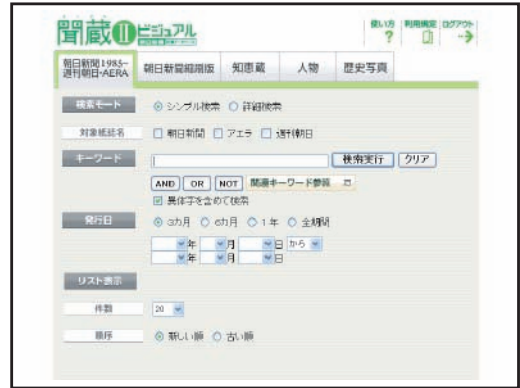 聞蔵IIビジュアル
使い方 利用規定 ログアウト
?
朝日新聞1985~ 週刊朝日・AERA
朝日新聞縮刷版
知恵蔵
人物
歴史写真
検索モード
シンプル検索 詳細検索
対象紙誌名
朝日新聞 アエラ 週刊朝日
キーワード
検索実行 クリア
AND OR NOT 関連キーワード参照
異体字を含めて検索
発行日
3カ月 6カ月 1年 全期間
年 月 日 から
年 月 日
リスト表示
件数
20
順序
新しい順 古い順